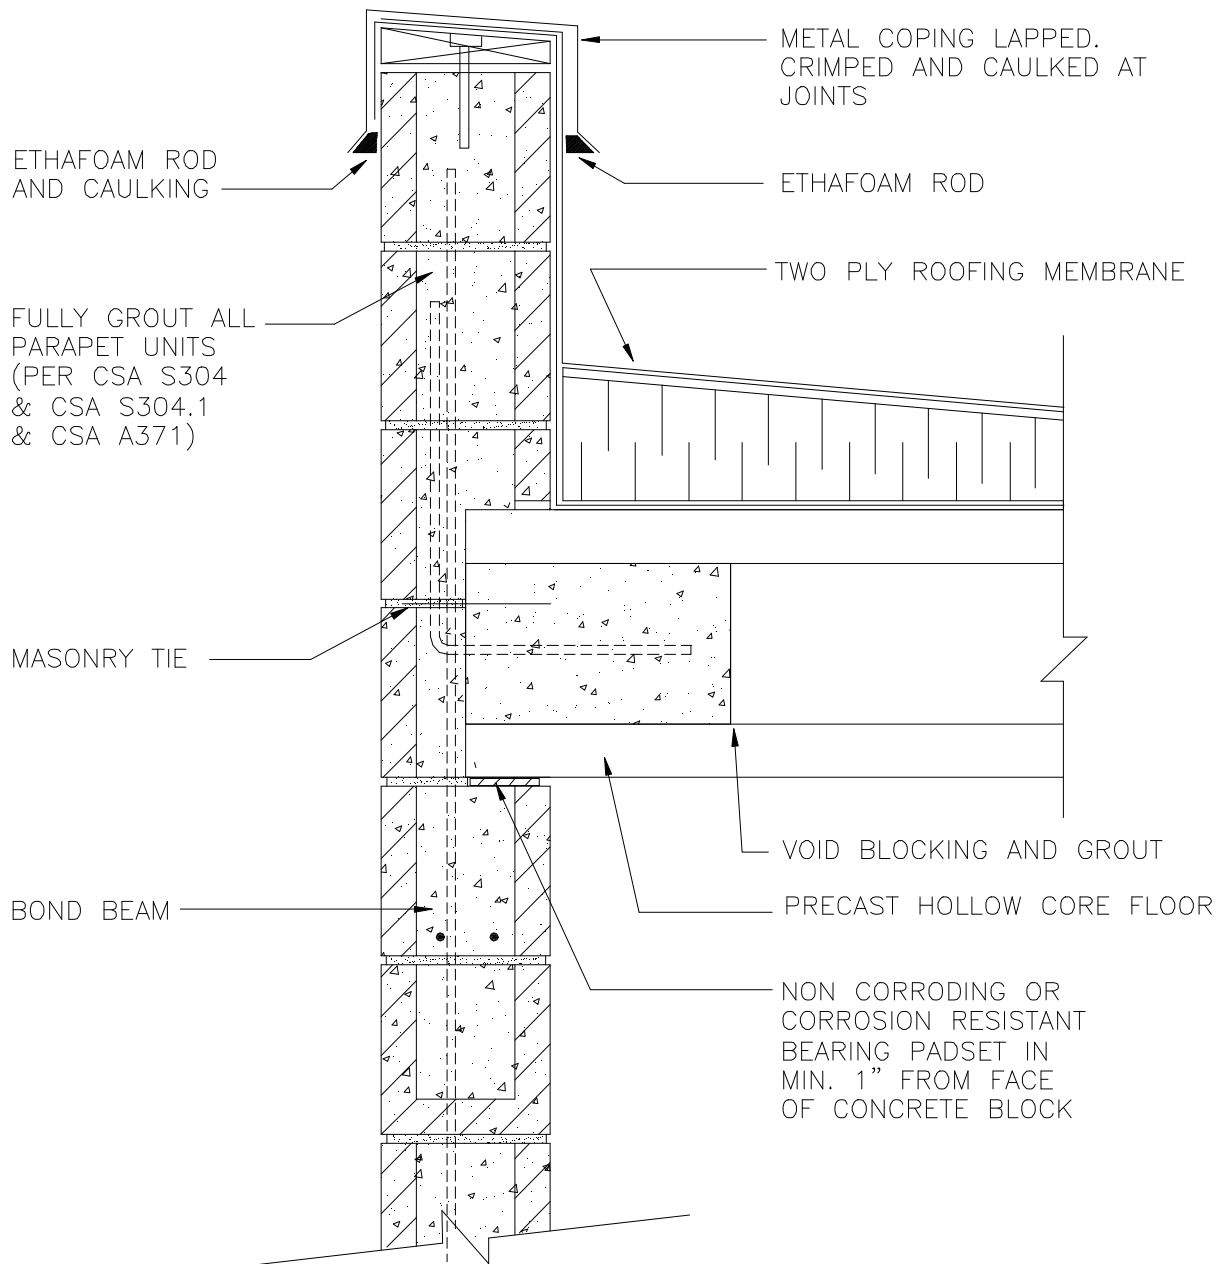 METAL COPING LAPPED.
CRIMPED AND CAULKED AT
JOINTS
ETHAFOAM ROD
AND CAULKING
ETHAFOAM ROD
TWO PLY ROOFING MEMBRANE
FULLY GROUT ALL
PARAPET UNITS
(PER CSA S304
& CSA S304.1
& CSA A371)
MASONRY TIE
VOID BLOCKING AND GROUT
PRECAST HOLLOW CORE FLOOR
BOND BEAM
NON CORRODING OR
CORROSION RESISTANT
BEARING PADSET IN
MIN. 1" FROM FACE
OF CONCRETE BLOCK